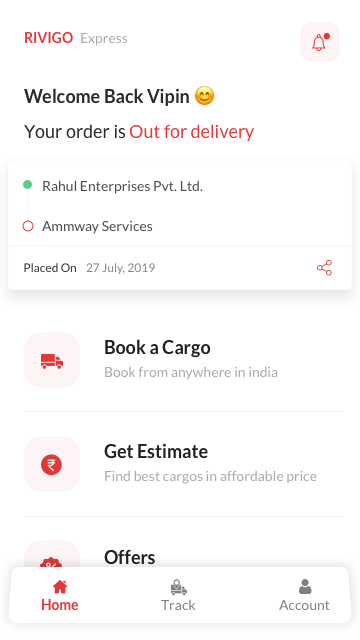 RIVIGO Express
Welcome Back Vipin 😊
Your order is Out for delivery
Rahul Enterprises Pvt. Ltd.
Ammway Services
Placed On 27 July, 2019
Book a Cargo
Book from anywhere in india
Get Estimate
Find best cargos in affordable price
Offers
Home Track Account